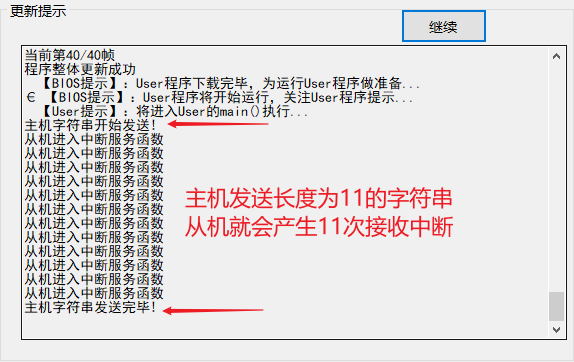 更新提示
继续
当前第40/40帧
程序整体更新成功
【BIOS提示】：User程序下载完毕，为运行User程序做准备...
€ 【BIOS提示】：User程序将开始运行，关注User程序提示...
【User提示】：将进入User的main()执行...
主机字符串开始发送!
从机进入中断服务函数
从机进入中断服务函数
从机进入中断服务函数
从机进入中断服务函数
从机进入中断服务函数
从机进入中断服务函数
从机进入中断服务函数
从机进入中断服务函数
从机进入中断服务函数
从机进入中断服务函数
从机进入中断服务函数
从机进入中断服务函数
主机字符串发送完毕!
主机发送长度为11的字符串
从机就会产生11次接收中断